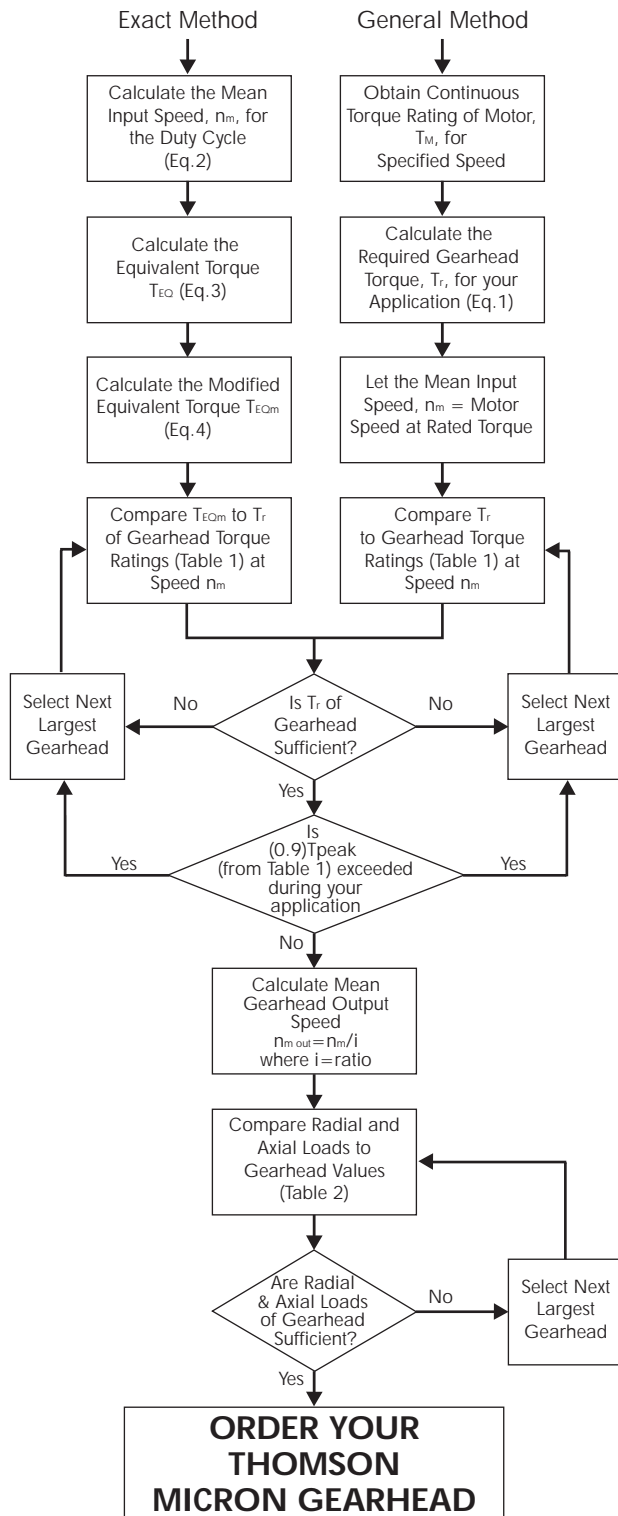 Exact Method
General Method
Calculate the Mean
Input Speed, nm, for
the Duty Cycle
(Eq.2)
Obtain Continuous
Torque Rating of Motor,
TM, for
Specified Speed
Calculate the
Equivalent Torque
TEQ (Eq.3)
Calculate the
Required Gearhead
Torque, Tr, for your
Application (Eq.1)
Calculate the Modified
Equivalent Torque TEQm
(Eq.4)
Let the Mean Input
Speed, nm = Motor
Speed at Rated Torque
Compare TEQm to Tr
of Gearhead Torque
Ratings (Table 1) at
Speed nm
Compare Tr
to Gearhead Torque
Ratings (Table 1) at
Speed nm
Select Next
Largest
Gearhead
No
Is Tr of
Gearhead
Sufficient?
No
Select Next
Largest
Gearhead
Yes
Yes
Is
(0.9)Tpeak
(from Table 1) exceeded
during your
application
Yes
No
Calculate Mean
Gearhead Output
Speed
nm out=nm/i
where i=ratio
Compare Radial and
Axial Loads to
Gearhead Values
(Table 2)
Are Radial
& Axial Loads
of Gearhead
Sufficient?
No
Select Next
Largest
Gearhead
Yes
ORDER YOUR
THOMSON
MICRON GEARHEAD